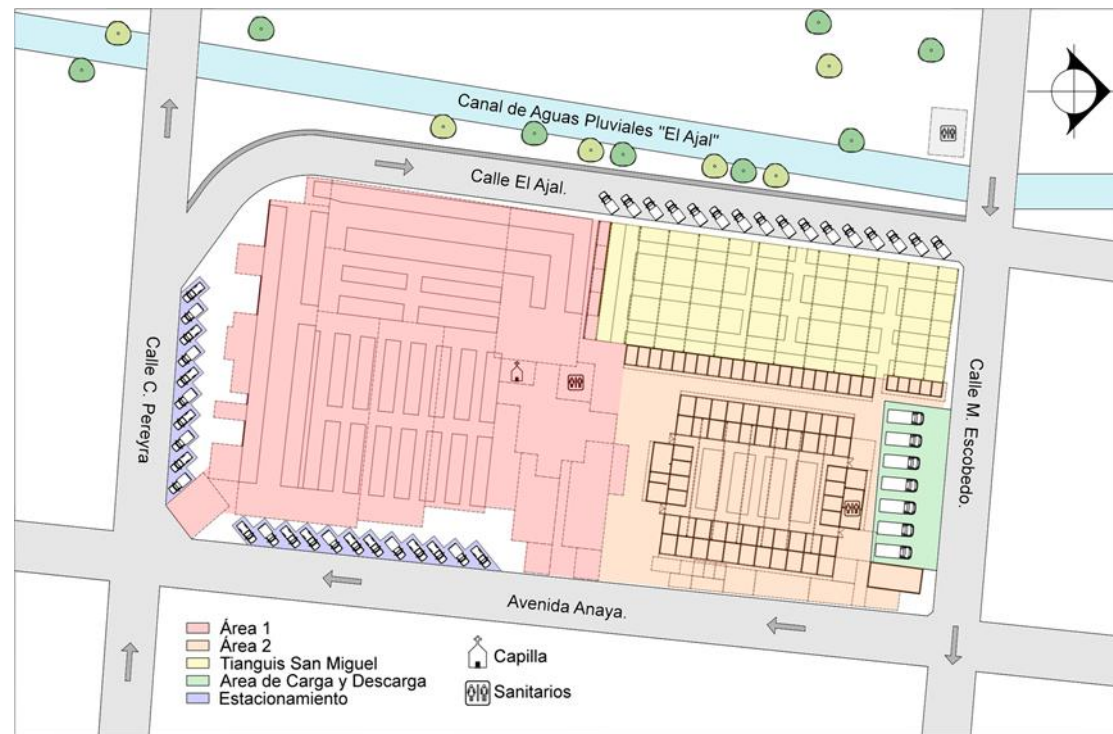 Canal de Aguas Pluviales "El Ajal"
Calle El Ajal.
Calle C. Pereyra
Calle M. Escobedo.
Avenida Anaya.
Área 1
Área 2
Tianguis San Miguel
Area de Carga y Descarga
Estacionamiento
Capilla
Sanitarios